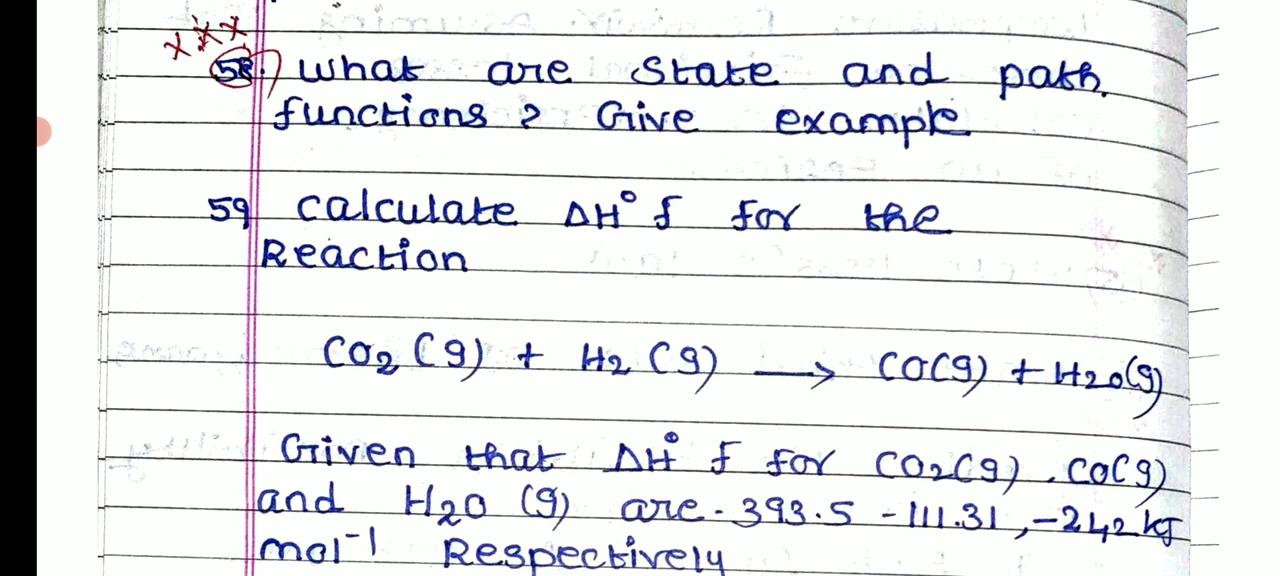 x x x
58. What are state and path
functions? Give example
59 Calculate ΔH° f for the
Reaction
CO2 (g) + H2 (g) → CO(g) + H2O(g)
Given that ΔH° f for CO2(g), CO(g)
and H2O (g) are -393.5 -111.31, -242 kJ
mol-1 Respectively